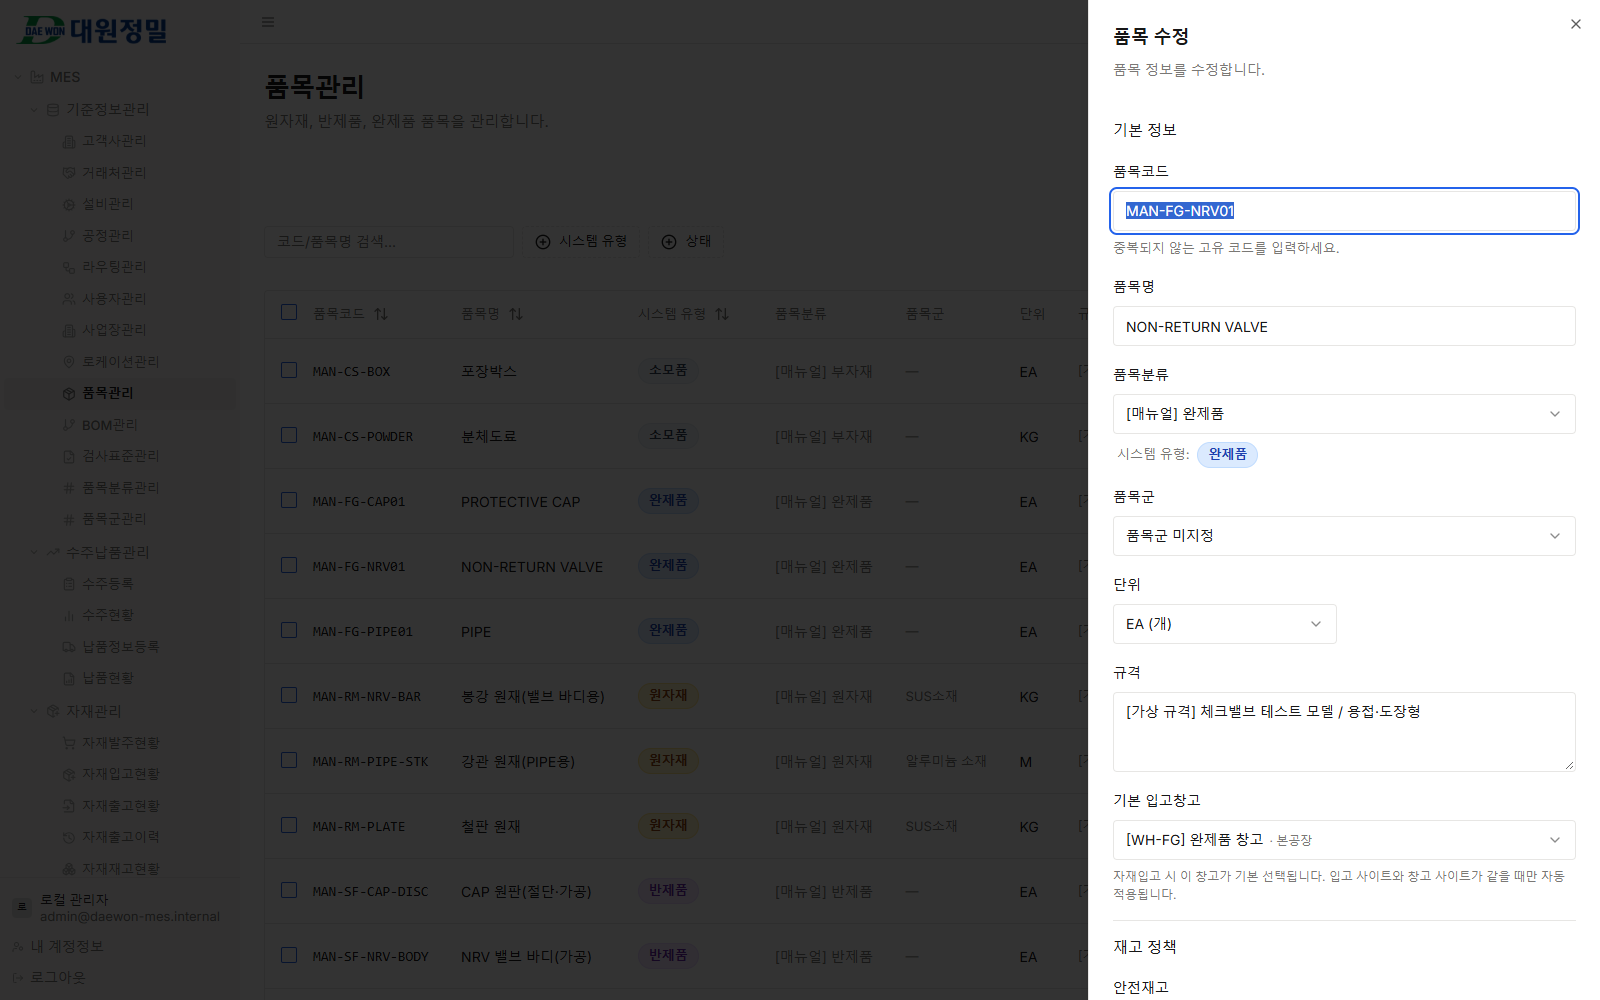 DAE WON 대원정밀
MES
기준정보관리
고객사관리
거래처관리
설비관리
공정관리
라우팅관리
사용자관리
사업장관리
로케이션관리
품목관리
BOM관리
검사표준관리
품목분류관리
품목군관리
수주납품관리
수주등록
수주현황
납품정보등록
납품현황
자재관리
자재발주현황
자재입고현황
자재출고현황
자재출고이력
자재재고현황
로
로컬 관리자
admin@daewon-mes.internal
내 계정정보
로그아웃
품목관리
원자재, 반제품, 완제품 품목을 관리합니다.
코드/품목명 검색... 시스템 유형 상태
품목코드 품목명 시스템 유형 품목분류 품목군 단위
MAN-CS-BOX 포장박스 소모품 [매뉴얼] 부자재 — EA
MAN-CS-POWDER 분체도료 소모품 [매뉴얼] 부자재 — KG
MAN-FG-CAP01 PROTECTIVE CAP 완제품 [매뉴얼] 완제품 — EA
MAN-FG-NRV01 NON-RETURN VALVE 완제품 [매뉴얼] 완제품 — EA
MAN-FG-PIPE01 PIPE 완제품 [매뉴얼] 완제품 — EA
MAN-RM-NRV-BAR 봉강 원재(밸브 바디용) 원자재 [매뉴얼] 원자재 SUS소재 KG
MAN-RM-PIPE-STK 강관 원재(PIPE용) 원자재 [매뉴얼] 원자재 알루미늄 소재 M
MAN-RM-PLATE 철판 원재 원자재 [매뉴얼] 원자재 SUS소재 KG
MAN-SF-CAP-DISC CAP 원판(절단·가공) 반제품 [매뉴얼] 반제품 — EA
MAN-SF-NRV-BODY NRV 밸브 바디(가공) 반제품 [매뉴얼] 반제품 — EA
품목 수정
품목 정보를 수정합니다.
기본 정보
품목코드
MAN-FG-NRV01
중복되지 않는 고유 코드를 입력하세요.
품목명
NON-RETURN VALVE
품목분류
[매뉴얼] 완제품
시스템 유형: 완제품
품목군
품목군 미지정
단위
EA (개)
규격
[가상 규격] 체크밸브 테스트 모델 / 용접·도장형
기본 입고창고
[WH-FG] 완제품 창고 · 본공장
자재입고 시 이 창고가 기본 선택됩니다. 입고 사이트와 창고 사이트가 같을 때만 자동
적용됩니다.
재고 정책
안전재고